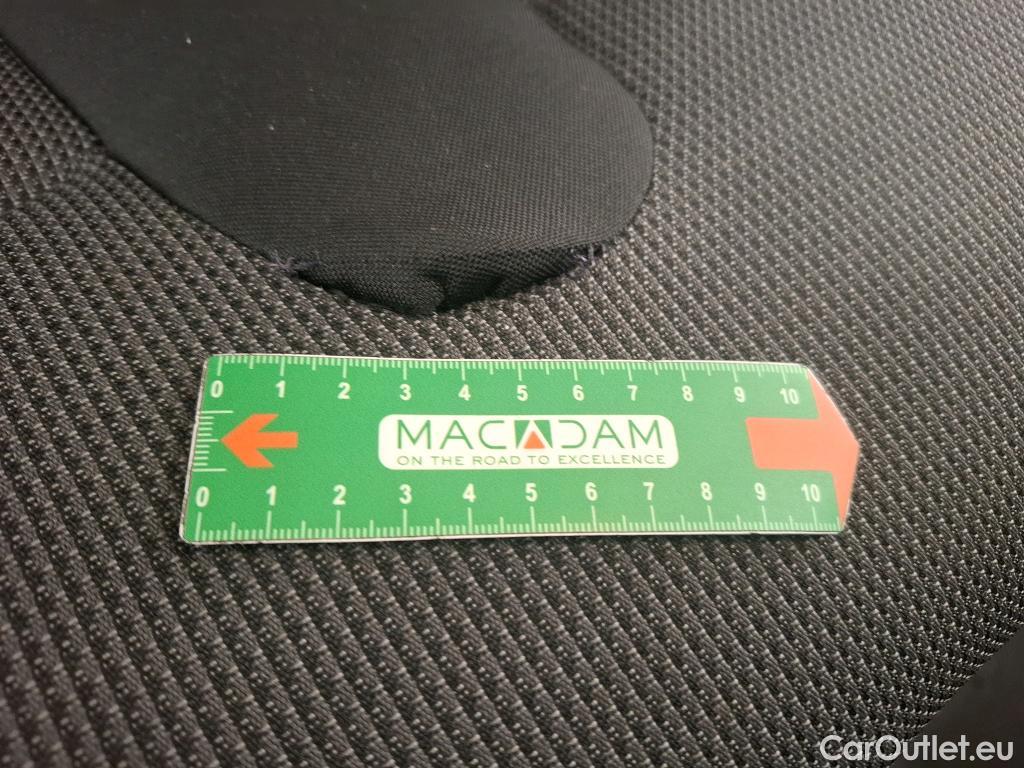 0 1 2 3 4 5 6 7 8 9 10
MACADAM
ON THE ROAD TO EXCELLENCE
0 1 2 3 4 5 6 7 8 9 10
CarOutlet.eu